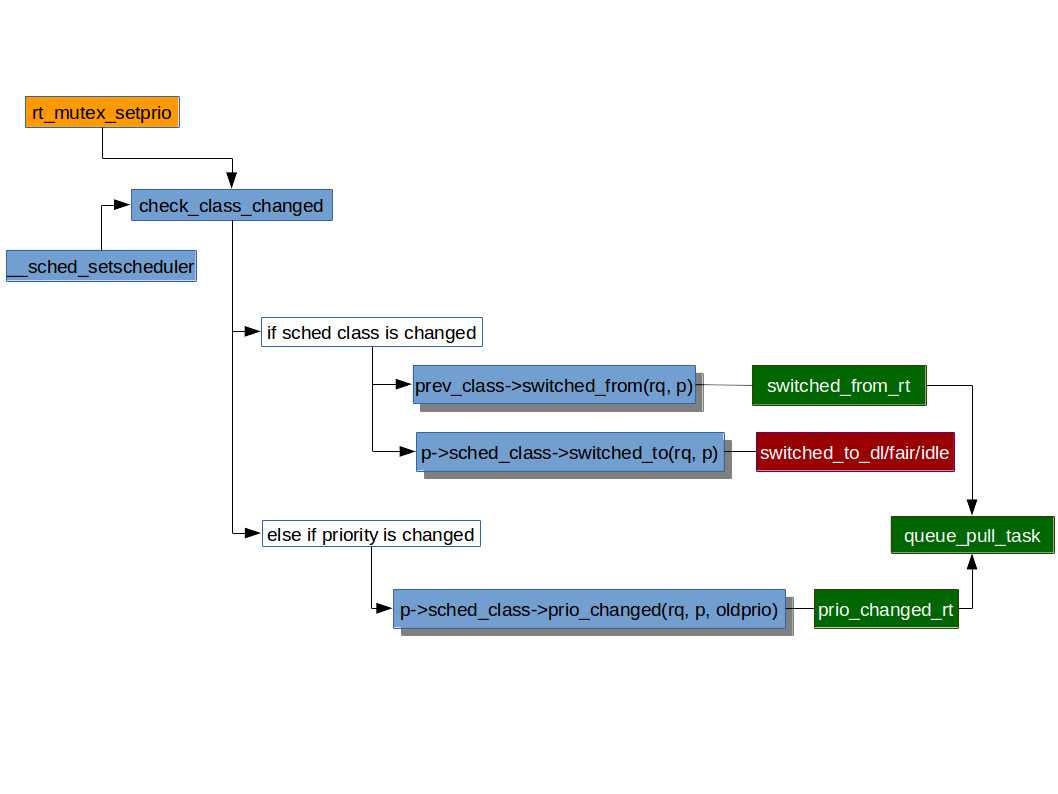 rt_mutex_setprio
check_class_changed
__sched_setscheduler
if sched class is changed
prev_class->switched_from(rq, p)
switched_from_rt
p->sched_class->switched_to(rq, p)
switched_to_dl/fair/idle
else if priority is changed
queue_pull_task
p->sched_class->prio_changed(rq, p, oldprio)
prio_changed_rt